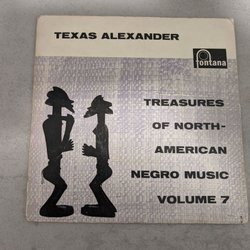 TEXAS ALEXANDER
fontana
TREASURES
OF NORTH-
AMERICAN
NEGRO MUSIC
VOLUME 7